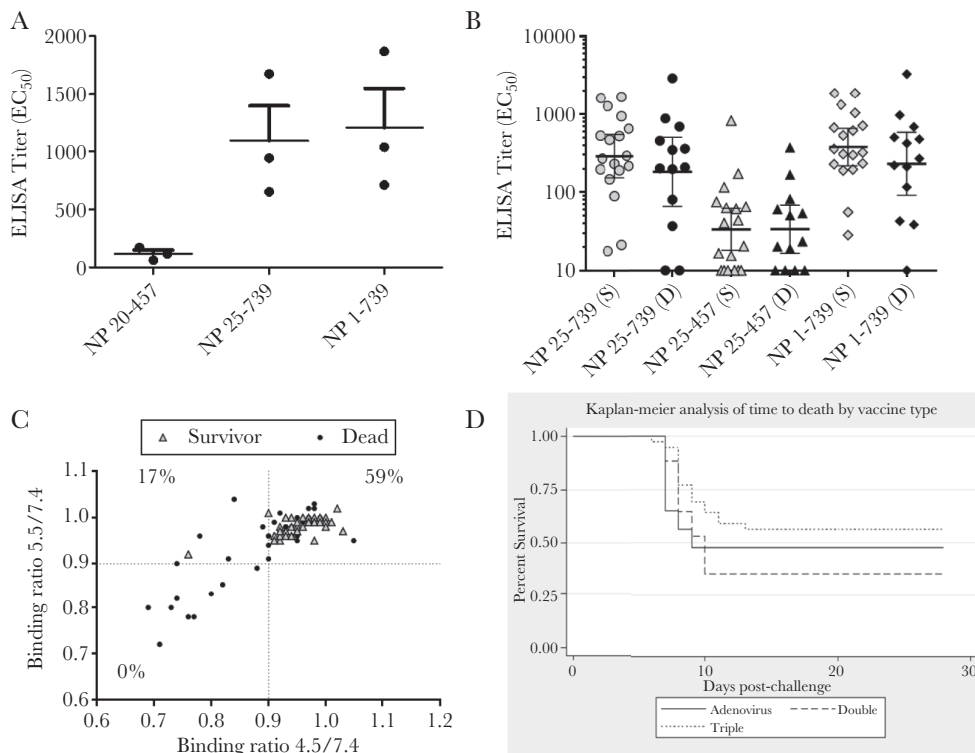 A
ELISA Titer (EC50)
2000
1500
1000
500
0
NP 20-457
NP 25-739
NP 1-739
B
ELISA Titer (EC50)
10000
1000
100
10
NP 25-739 (S)
NP 25-739 (D)
NP 25-457 (S)
NP 25-457 (D)
NP 1-739 (S)
NP 1-739 (D)
C
Survivor Dead
17% 59%
0%
Binding ratio 5.5/7.4
1.1
1.0
0.9
0.8
0.7
0.6
0.6 0.7 0.8 0.9 1.0 1.1 1.2
Binding ratio 4.5/7.4
D
Kaplan-meier analysis of time to death by vaccine type
Percent Survival
1.00
0.75
0.50
0.25
0.00
0 10 20 30
Days post-challenge
Adenovirus Double
Triple